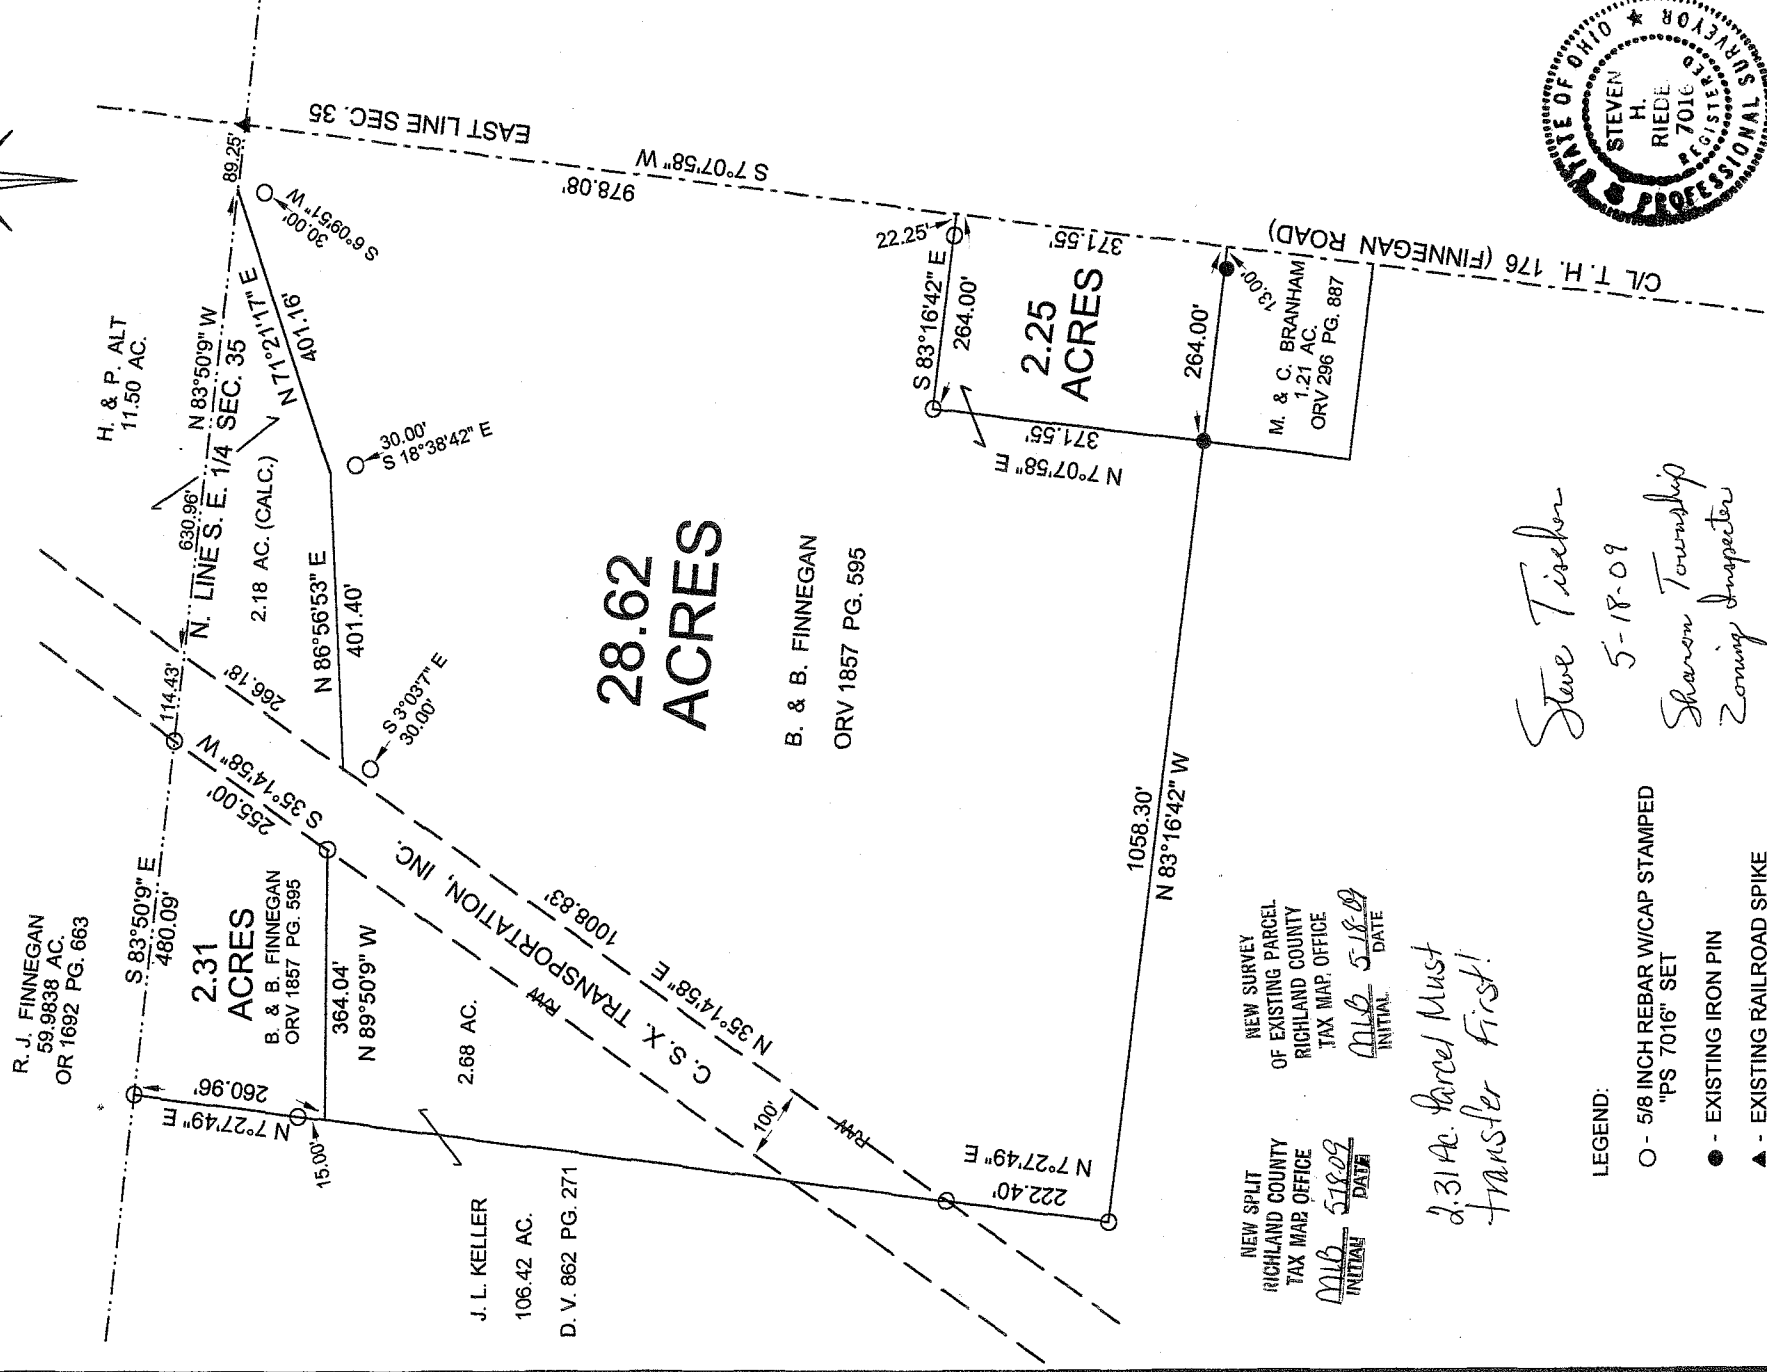 R. J. FINNEGAN
59.9838 AC.
OR 1692 PG. 663
S 83°50'9" E
480.09'
2.31
ACRES
B. & B. FINNEGAN
ORV 1857 PG. 595
260.96'
N 7°27'49" E
15.00'
364.04'
N 89°50'9" W
255.00'
S 35°14'58" W
114.43'
266.18'
H. & P. ALT
11.50 AC.
N 83°50'9" W
630.96'
N. LINE S. E. 1/4 SEC. 35
89.25'
2.18 AC. (CALC.)
N 71°21'17" E
401.16'
S 6°09'51" W
30.00'
30.00'
S 18°38'42" E
N 86°56'53" E
401.40'
S 3°03'7" E
30.00'
EAST LINE SEC. 35
S 7°07'58" W
978.08'
2.68 AC.
C. S. X. TRANSPORTATION, INC.
R/W
1008.83'
N 35°14'58" E
100'
R/W
J. L. KELLER
106.42 AC.
D. V. 862 PG. 271
N 7°27'49" E
222.40'
28.62
ACRES
B. & B. FINNEGAN
ORV 1857 PG. 595
22.25'
S 83°16'42" E
264.00'
2.25
ACRES
371.55'
371.55'
N 7°07'58" E
264.00'
73.00'
M. & C. BRANHAM
1.21 AC.
ORV 296 PG. 887
C/L T. H. 176 (FINNEGAN ROAD)
1058.30'
N 83°16'42" W
NEW SPLIT
RICHLAND COUNTY
TAX MAP OFFICE
MLB 5-18-09
INITIAL DATE
NEW SURVEY
OF EXISTING PARCEL
RICHLAND COUNTY
TAX MAP OFFICE
MLB 5-18-09
INITIAL DATE
2.31 Ac. Parcel Must
Transfer First!
Steve Tischer
5-18-09
Sharon Township
Zoning Inspector
LEGEND:
○ - 5/8 INCH REBAR W/CAP STAMPED
"PS 7016" SET
● - EXISTING IRON PIN
▲ - EXISTING RAILROAD SPIKE
STATE OF OHIO
STEVEN
H.
RIEDE
7016
REGISTERED
PROFESSIONAL SURVEYOR